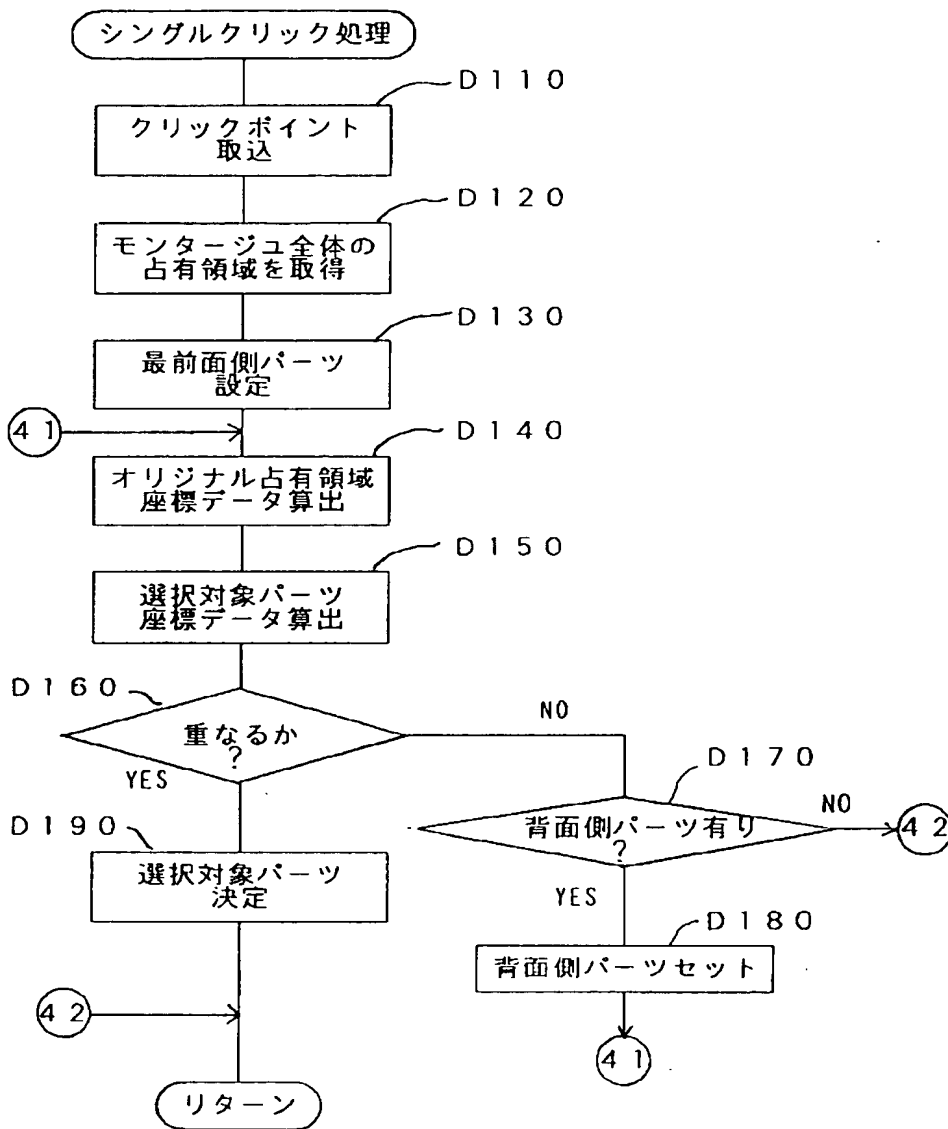 シングルクリック処理
D110
クリックポイント
取込
D120
モンタージュ全体の
占有領域を取得
D130
最前面側パーツ
設定
41
D140
オリジナル占有領域
座標データ算出
D150
選択対象パーツ
座標データ算出
D160
重なるか
?
NO
YES
D170
背面側パーツ有り
?
NO
42
YES
D190
選択対象パーツ
決定
D180
背面側パーツセット
42
41
リターン